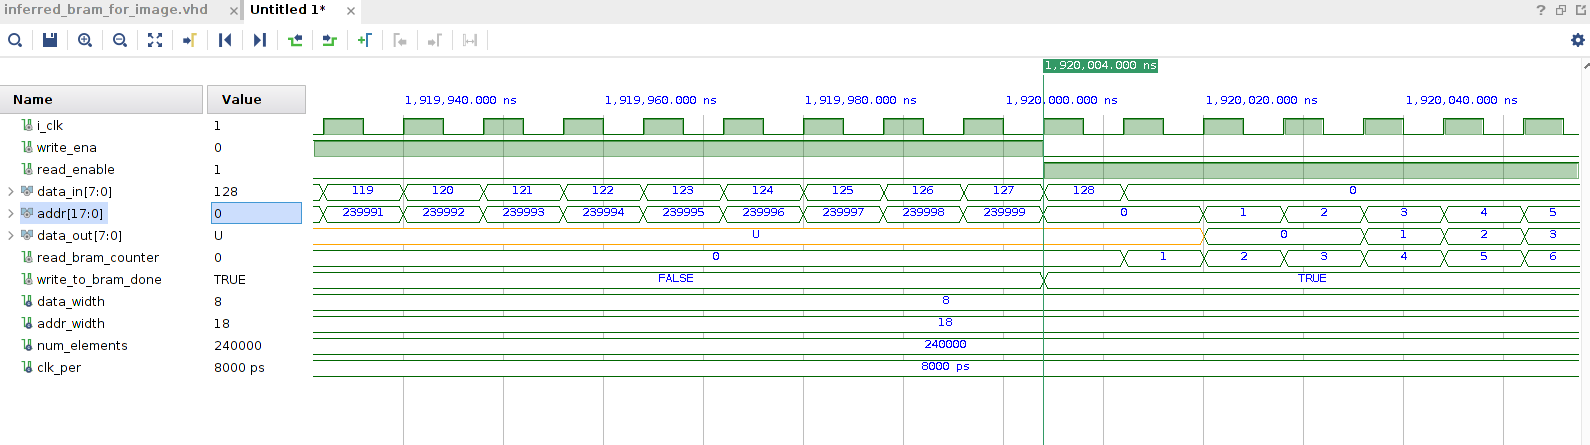 inferred_bram_for_image.vhd × Untitled 1* ×
1,920,004.000 ns
Name Value
1,919,940.000 ns 1,919,960.000 ns 1,919,980.000 ns 1,920,000.000 ns 1,920,020.000 ns 1,920,040.000 ns
i_clk 1
write_ena 0
read_enable 1
data_in[7:0] 128 119 120 121 122 123 124 125 126 127 128 0
addr[17:0] 0 239991 239992 239993 239994 239995 239996 239997 239998 239999 0 1 2 3 4 5
data_out[7:0] U U 0 1 2 3
read_bram_counter 0 0 1 2 3 4 5 6
write_to_bram_done TRUE FALSE TRUE
data_width 8 8
addr_width 18 18
num_elements 240000 240000
clk_per 8000 ps 8000 ps